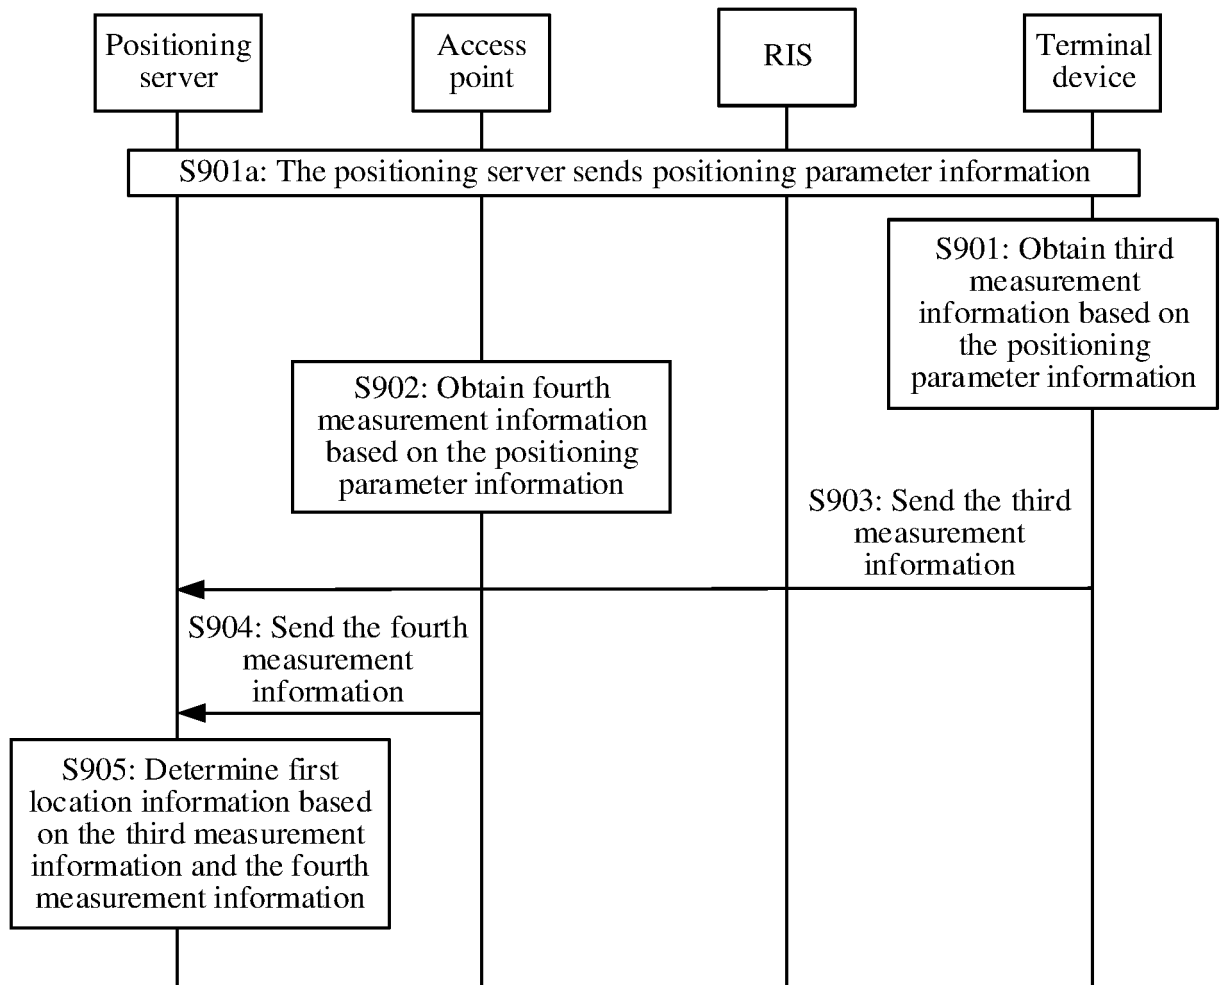 Positioning
server
Access
point
RIS
Terminal
device
S901a: The positioning server sends positioning parameter information
S901: Obtain third
measurement
information based on
the positioning
parameter information
S902: Obtain fourth
measurement information
based on the positioning
parameter information
S903: Send the third
measurement
information
S904: Send the fourth
measurement
information
S905: Determine first
location information based
on the third measurement
information and the fourth
measurement information